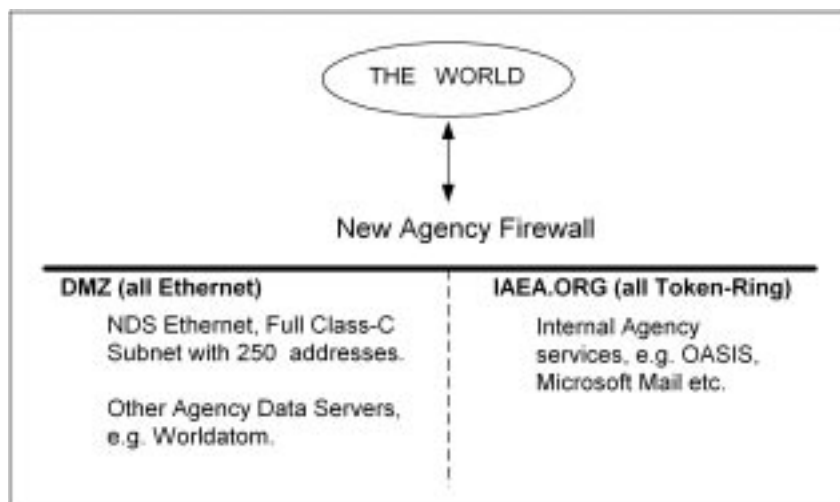 THE WORLD
New Agency Firewall
DMZ (all Ethernet)
NDS Ethernet, Full Class-C
Subnet with 250 addresses.
Other Agency Data Servers,
e.g. Worldatom.
IAEA.ORG (all Token-Ring)
Internal Agency
services, e.g. OASIS,
Microsoft Mail etc.